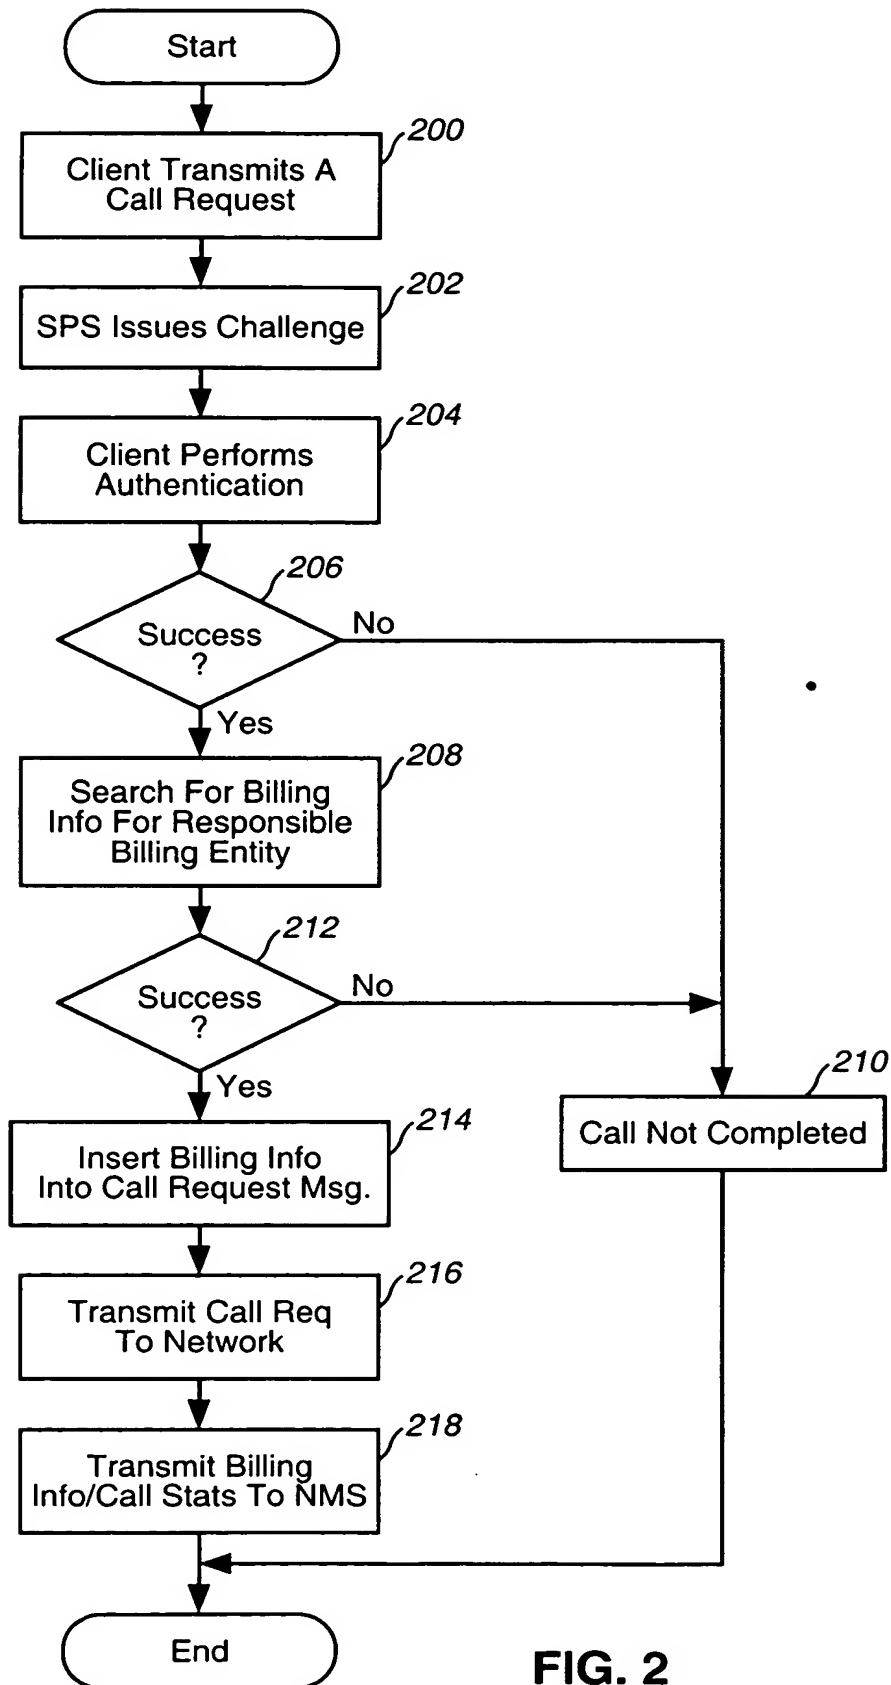 Start
200
Client Transmits A
Call Request
202
SPS Issues Challenge
204
Client Performs
Authentication
206
Success
?
No
Yes
208
Search For Billing
Info For Responsible
Billing Entity
212
Success
?
No
Yes
210
Call Not Completed
214
Insert Billing Info
Into Call Request Msg.
216
Transmit Call Req
To Network
218
Transmit Billing
Info/Call Stats To NMS
End
FIG. 2